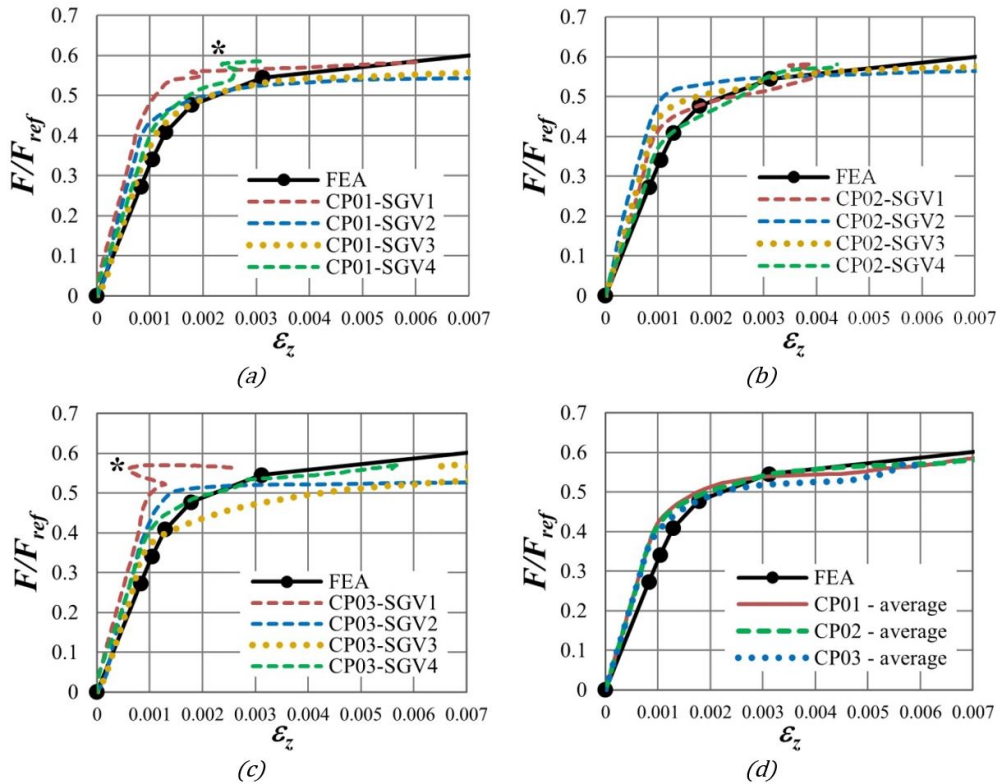 0.7
0.6
0.5
0.4
0.3
0.2
0.1
0
F/Fref
*
FEA
CP01-SGV1
CP01-SGV2
CP01-SGV3
CP01-SGV4
0 0.001 0.002 0.003 0.004 0.005 0.006 0.007
εz
(a)
0.7
0.6
0.5
0.4
0.3
0.2
0.1
0
F/Fref
FEA
CP02-SGV1
CP02-SGV2
CP02-SGV3
CP02-SGV4
0 0.001 0.002 0.003 0.004 0.005 0.006 0.007
εz
(b)
0.7
0.6
0.5
0.4
0.3
0.2
0.1
0
F/Fref
*
FEA
CP03-SGV1
CP03-SGV2
CP03-SGV3
CP03-SGV4
0 0.001 0.002 0.003 0.004 0.005 0.006 0.007
εz
(c)
0.7
0.6
0.5
0.4
0.3
0.2
0.1
0
F/Fref
FEA
CP01 - average
CP02 - average
CP03 - average
0 0.001 0.002 0.003 0.004 0.005 0.006 0.007
εz
(d)